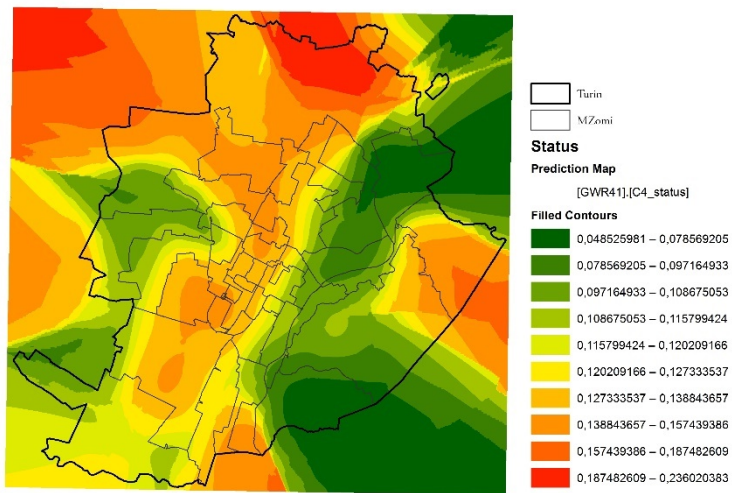 Turin
MZomi
Status
Prediction Map
[GWR41].[C4_status]
Filled Contours
0,048525981 – 0,078569205
0,078569205 – 0,097164933
0,097164933 – 0,108675053
0,108675053 – 0,115799424
0,115799424 – 0,120209166
0,120209166 – 0,127333537
0,127333537 – 0,138843657
0,138843657 – 0,157439386
0,157439386 – 0,187482609
0,187482609 – 0,236020383